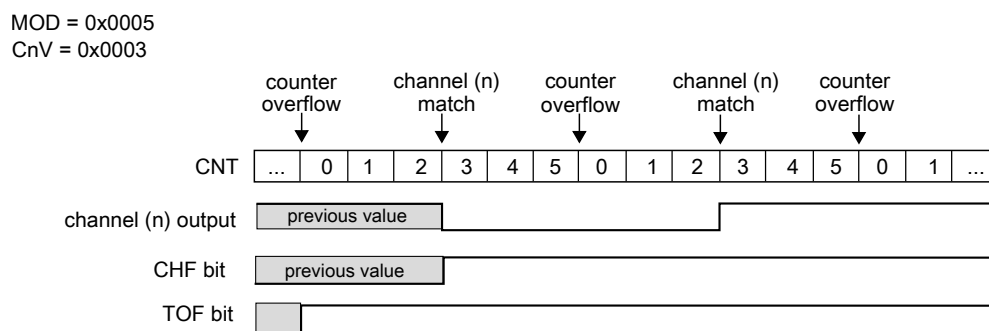 MOD = 0x0005
CnV = 0x0003
counter overflow
channel (n) match
counter overflow
channel (n) match
counter overflow
CNT ... 0 1 2 3 4 5 0 1 2 3 4 5 0 1 ...
channel (n) output previous value
CHF bit previous value
TOF bit